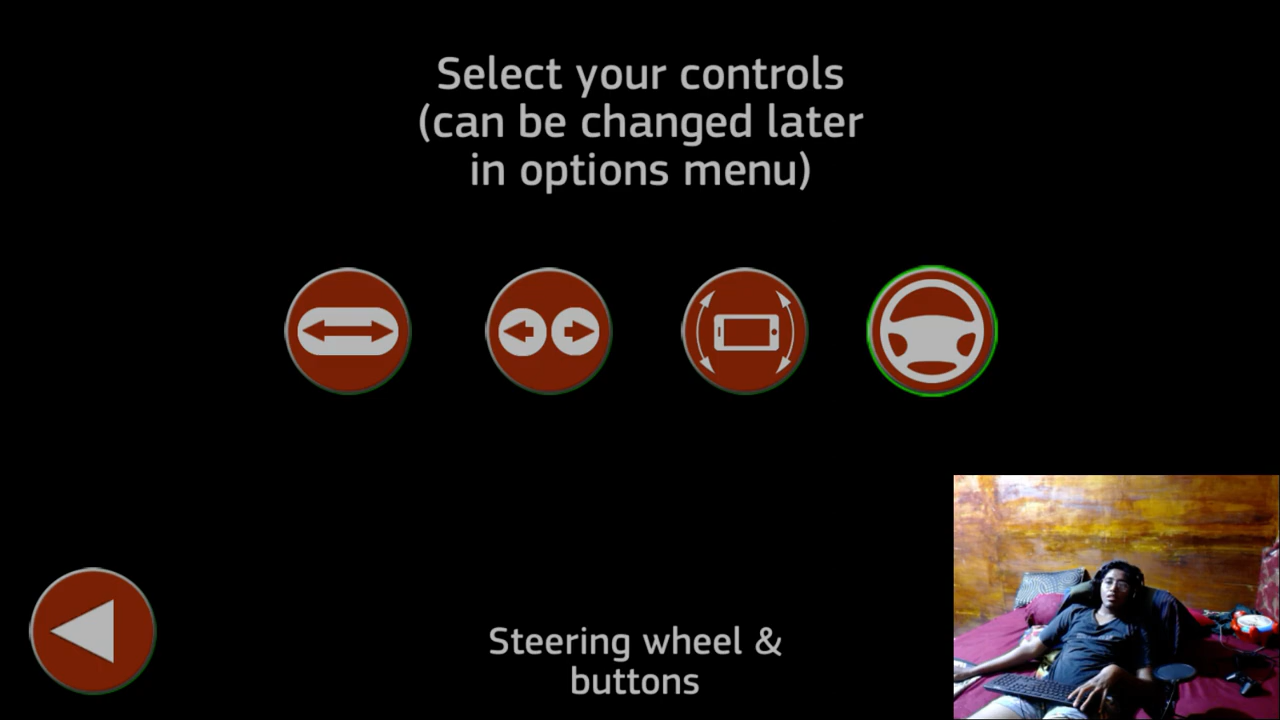 Select your controls
(can be changed later
in options menu)
Steering wheel &
buttons